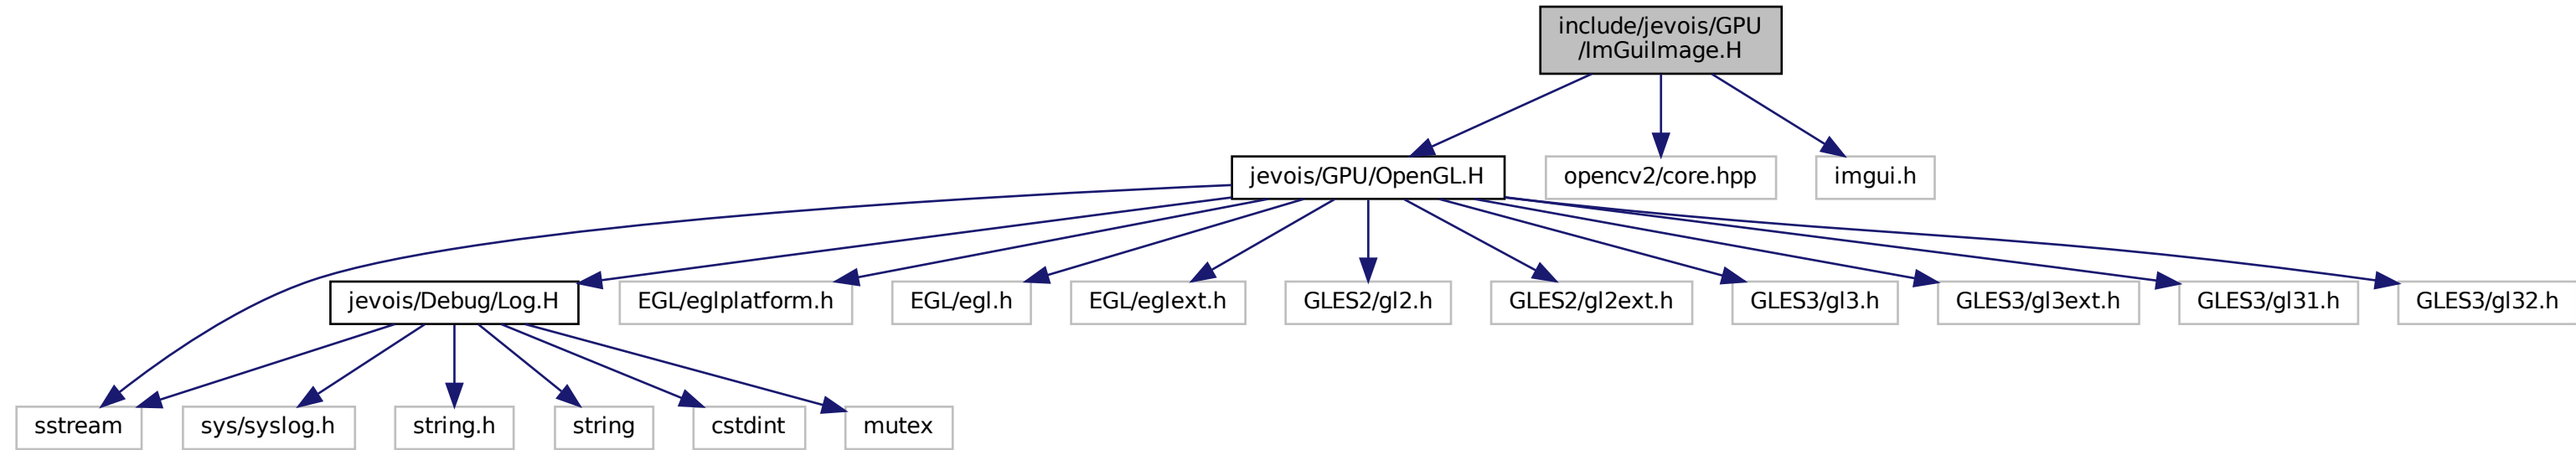 include/jevois/GPU
/ImGuiImage.H
jevois/GPU/OpenGL.H
opencv2/core.hpp
imgui.h
jevois/Debug/Log.H
EGL/eglplatform.h
EGL/egl.h
EGL/eglext.h
GLES2/gl2.h
GLES2/gl2ext.h
GLES3/gl3.h
GLES3/gl3ext.h
GLES3/gl31.h
GLES3/gl32.h
sstream
sys/syslog.h
string.h
string
cstdint
mutex